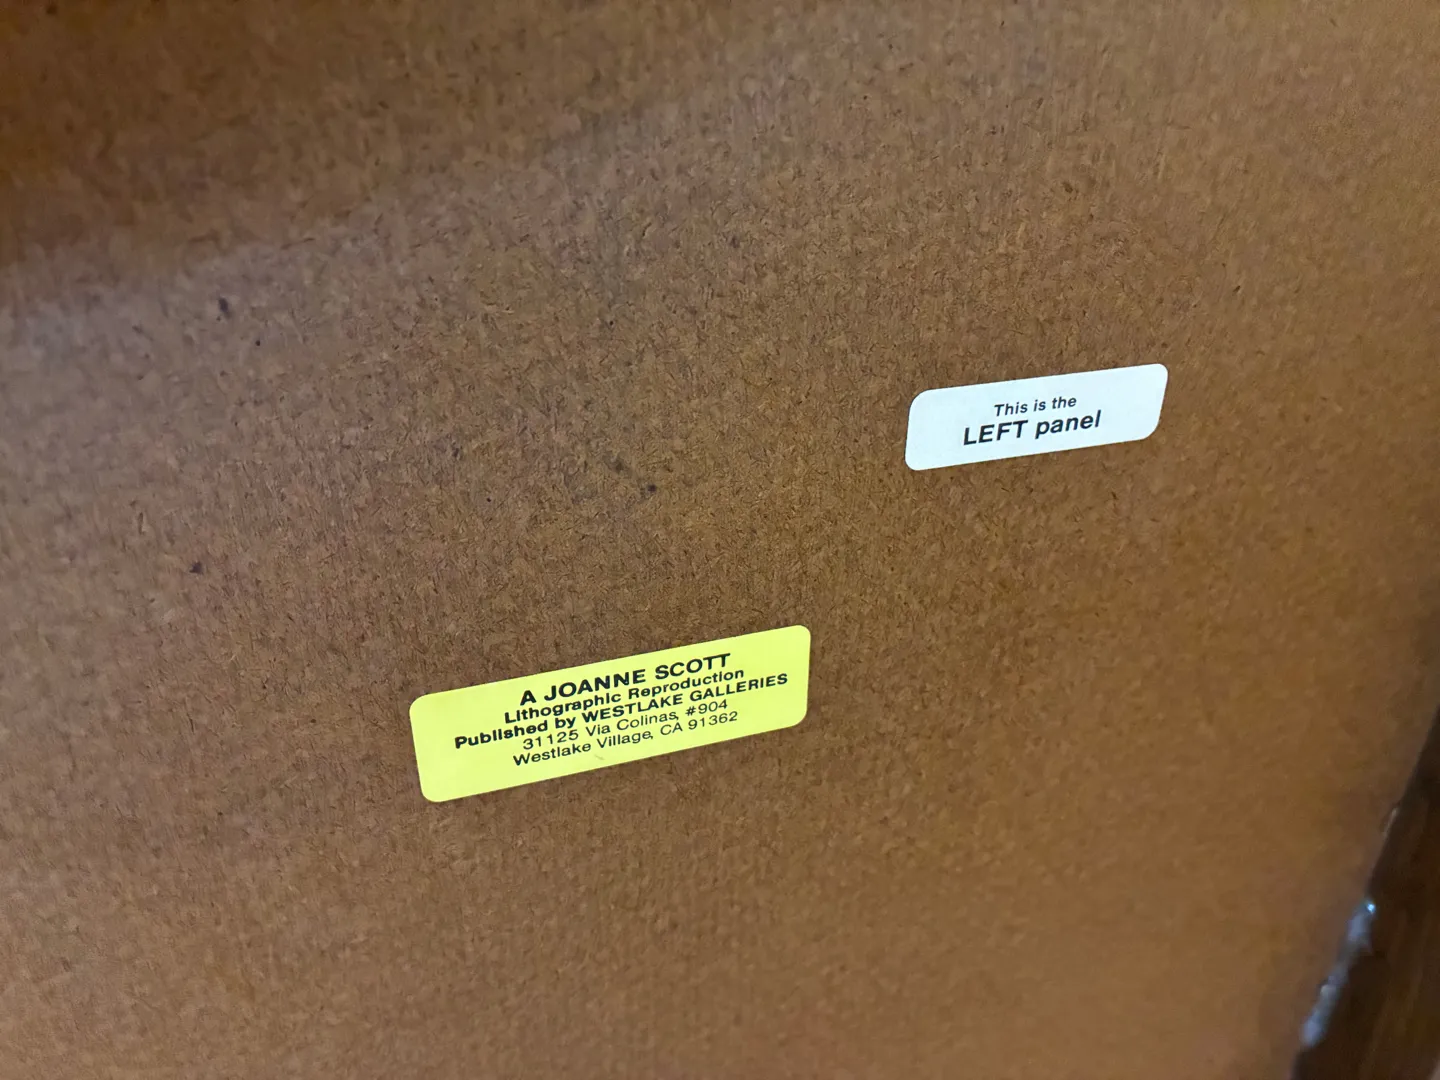 This is the
LEFT panel
A JOANNE SCOTT
Lithographic Reproduction
Published by WESTLAKE GALLERIES
31125 Via Colinas, #904
Westlake Village, CA 91362